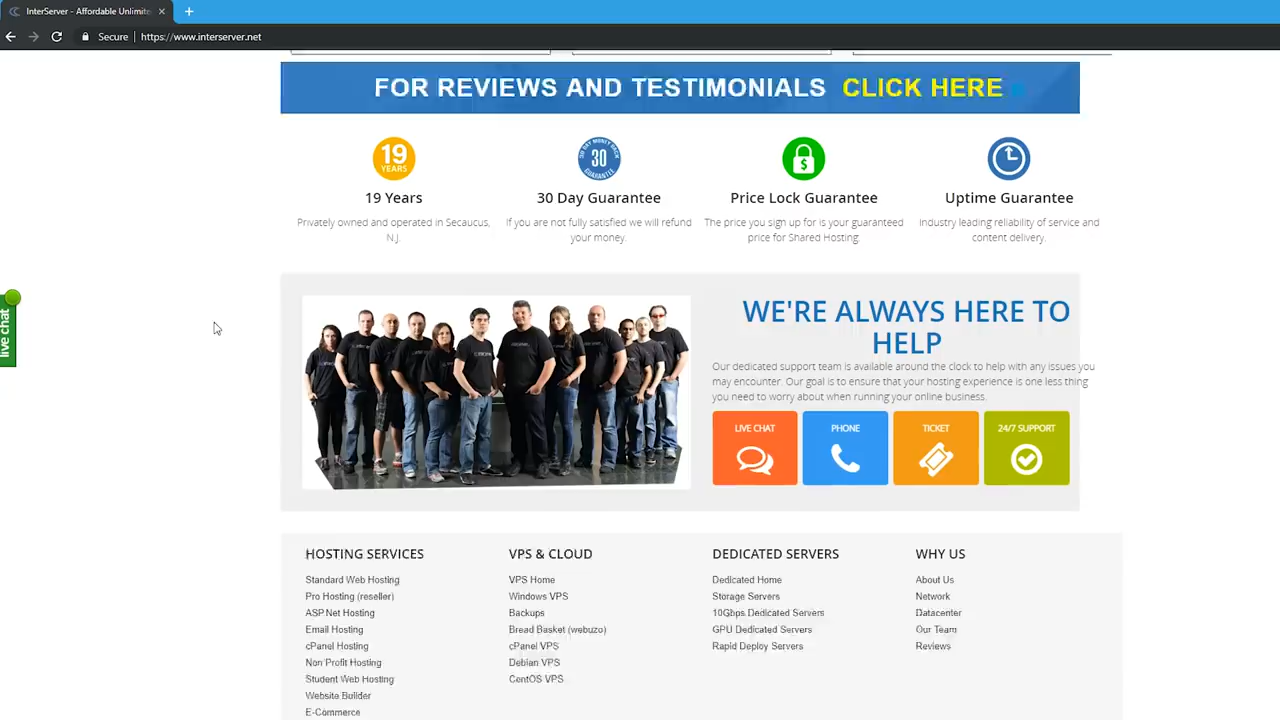 InterServer - Affordable Unlimite
Secure
https://www.interserver.net
FOR REVIEWS AND TESTIMONIALS CLICK HERE
19 YEARS
30 DAY MONEY BACK GUARANTEE
19 Years
30 Day Guarantee
Price Lock Guarantee
Uptime Guarantee
Privately owned and operated in Secaucus,
N.J.
If you are not fully satisfied we will refund
your money.
The price you sign up for is your guaranteed
price for Shared Hosting.
Industry leading reliability of service and
content delivery.
live chat
WE'RE ALWAYS HERE TO
HELP
Our dedicated support team is available around the clock to help with any issues you
may encounter. Our goal is to ensure that your hosting experience is one less thing
you need to worry about when running your online business.
LIVE CHAT
PHONE
TICKET
24/7 SUPPORT
HOSTING SERVICES
Standard Web Hosting
Pro Hosting (reseller)
ASP.Net Hosting
Email Hosting
cPanel Hosting
Non Profit Hosting
Student Web Hosting
Website Builder
E-Commerce
VPS & CLOUD
VPS Home
Windows VPS
Backups
Bread Basket (webuzo)
cPanel VPS
Debian VPS
CentOS VPS
DEDICATED SERVERS
Dedicated Home
Storage Servers
10Gbps Dedicated Servers
GPU Dedicated Servers
Rapid Deploy Servers
WHY US
About Us
Network
Datacenter
Our Team
Reviews